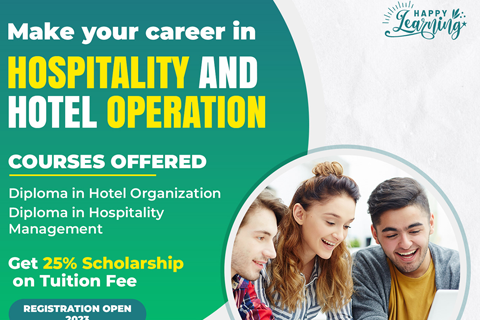 HAPPY
Learning
Make your career in
HOSPITALITY AND
HOTEL OPERATION
COURSES OFFERED
Diploma in Hotel Organization
Diploma in Hospitality
Management
Get 25% Scholarship
on Tuition Fee
REGISTRATION OPEN
2023